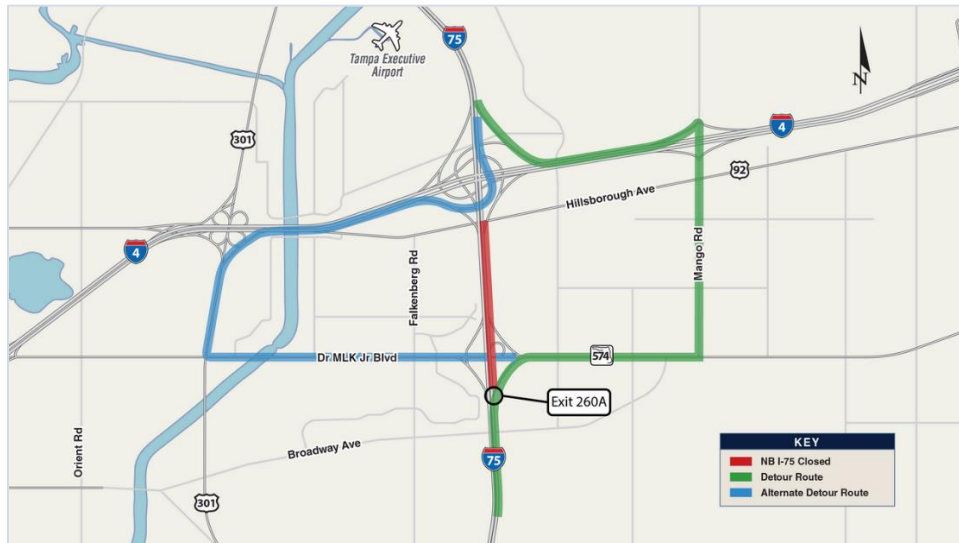 75
Tampa Executive
Airport
N
301
4
92
Hillsborough Ave
4
Falkenberg Rd
Mango Rd
Dr. MLK Jr Blvd
574
Exit 260A
Orient Rd
Broadway Ave
75
301
KEY
NB I-75 Closed
Detour Route
Alternate Detour Route